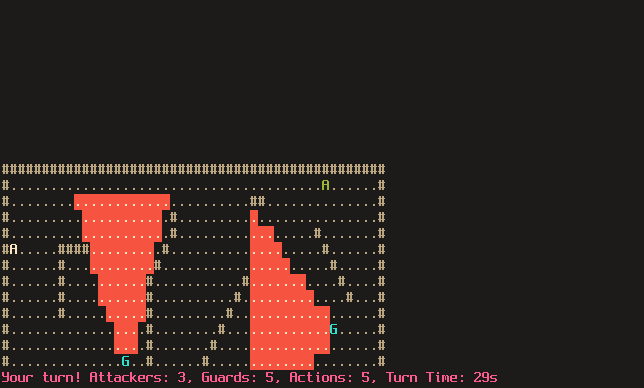 ################################################
#.......................................A......#
#..............................##..............#
#....................#.........................#
#....................#.................#.......#
#A.....####.........#...................#......#
#......#...........#.....................#.....#
#......#..........#...........#...........#....#
#......#..........#..........#.............#...#
#......#..........#.........#..................#
#.................#........#.............G.....#
#.................#.......#....................#
#..............G..#......#.....................#
Your turn! Attackers: 3, Guards: 5, Actions: 5, Turn Time: 29s